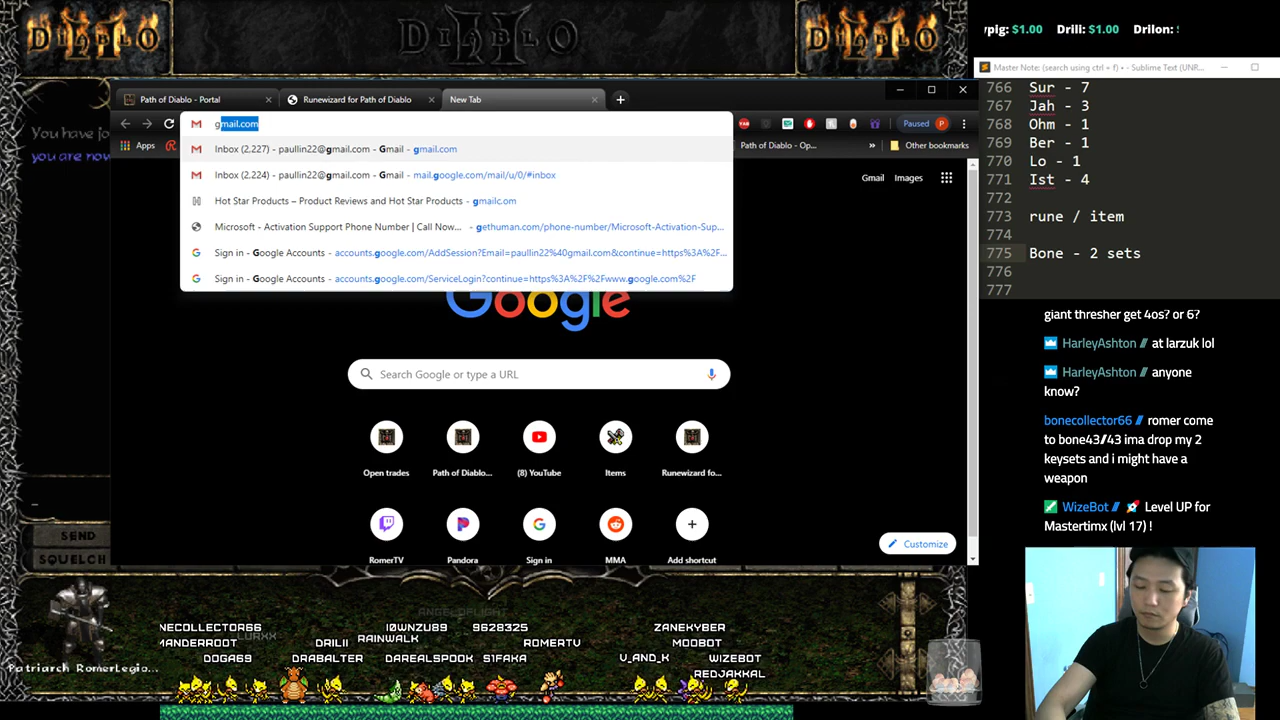 DIABLO
DIABLO
DIABLO
ypig: $1.00 Drill: $1.00 Drilon:
Master Note: (search using ctrl + f) • - Sublime Text (UNR...
766 Sur - 7
767 Jah - 3
768 Ohm - 1
769 Ber - 1
770 Lo - 1
771 Ist - 4
772
773 rune / item
774
775 Bone - 2 sets
776
777
Path of Diablo - Portal
Runewizard for Path of Diablo
New Tab
gmail.com
Paused P
Inbox (2.227) - paullin22@gmail.com - Gmail - gmail.com
Inbox (2.224) - paullin22@gmail.com - Gmail - mail.google.com/mail/u/0/#inbox
Hot Star Products – Product Reviews and Hot Star Products - gmailc.om
Microsoft - Activation Support Phone Number | Call Now... - gethuman.com/phone-number/Microsoft-Activation-Sup...
Sign in - Google Accounts - accounts.google.com/AddSession?Email=paullin22%40gmail.com&continue=https%3A%2F...
Sign in - Google Accounts - accounts.google.com/ServiceLogin?continue=https%3A%2F%2Fwww.google.com%2F
Apps
Path of Diablo - Op...
»
Other bookmarks
Gmail Images
You have jo
you are now
Google
Search Google or type a URL
Open trades
Path of Diablo...
(8) YouTube
Items
Runewizard fo...
RomerTV
Pandora
Sign in
MMA
Add shortcut
Customize
SEND
SQUELCH
giant thresher get 4os? or 6?
HarleyAshton // at larzuk lol
HarleyAshton // anyone
know?
bonecollector66 // romer come
to bone43//43 ima drop my 2
keysets and i might have a
weapon
WizeBot // Level UP for
Mastertimx (lvl 17) !
Patriarch RomerLegio...
ANGELOFLIGHT
NECOLLECTOR66
LURXX
MANDERROOT
DOGA69
DRILII
DRABALTER
I0WNZU89
RAINWALK
DAREALSPOOK
9628325
S1FAKA
ROMERTV
ZANEKYBER
MOOBOT
V_AND_K
WIZEBOT
REDJAKKAL